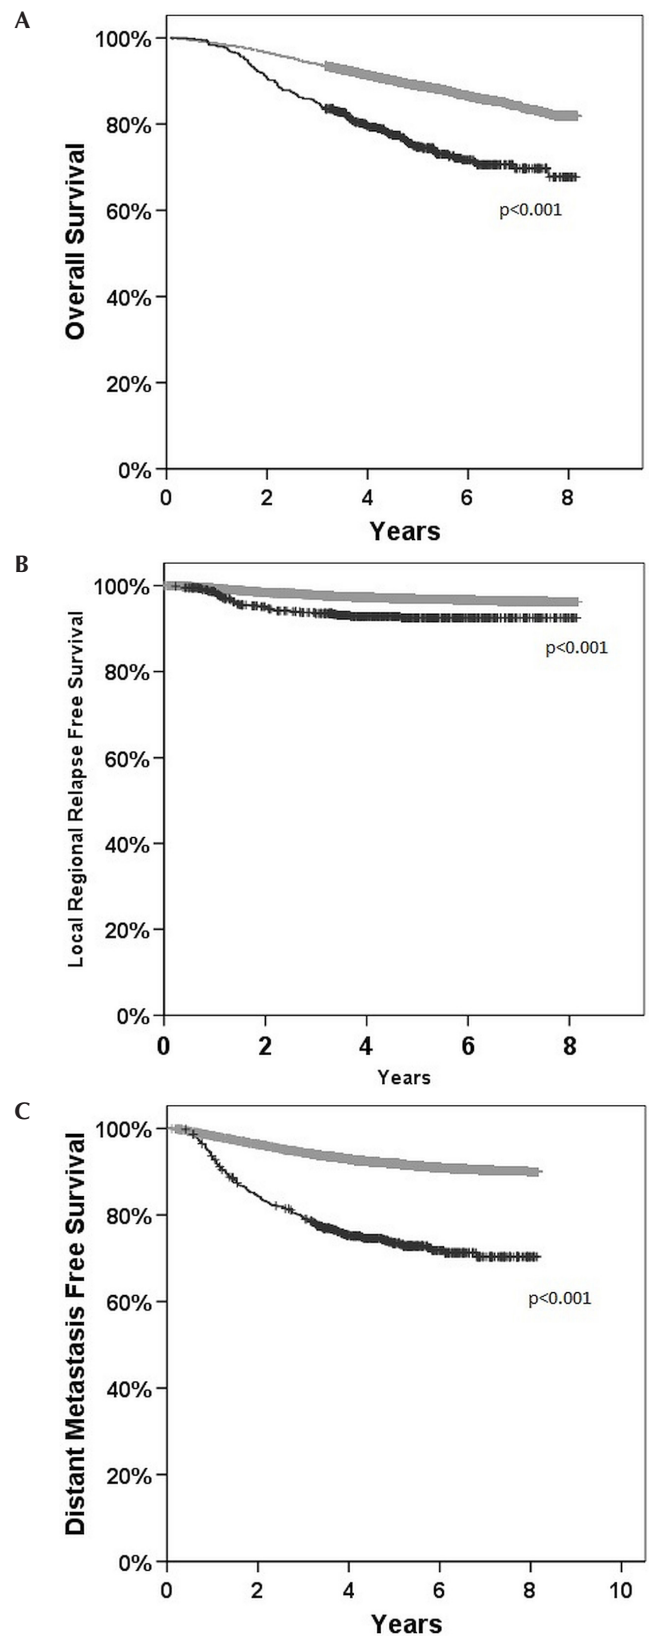 A
Overall Survival
100%
80%
60%
40%
20%
0%
p<0.001
0 2 4 6 8
Years
B
Local Regional Relapse Free Survival
100%
80%
60%
40%
20%
0%
p<0.001
0 2 4 6 8
Years
C
Distant Metastasis Free Survival
100%
80%
60%
40%
20%
0%
p<0.001
0 2 4 6 8 10
Years